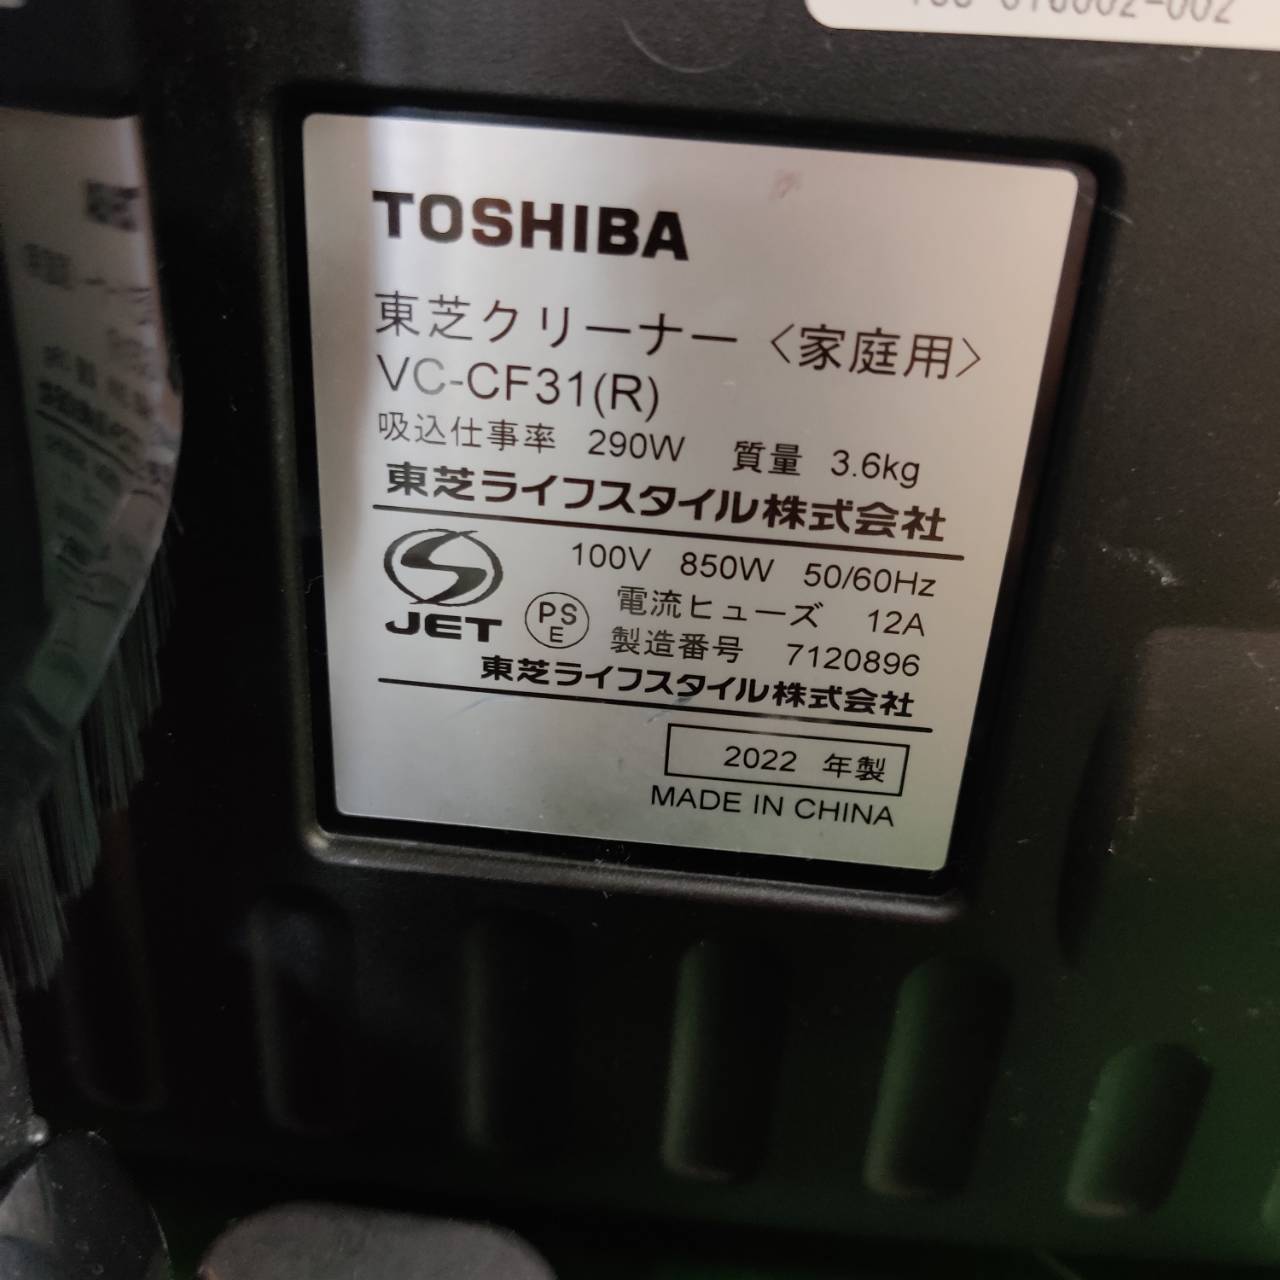 TOSHIBA
東芝クリーナー〈家庭用〉
VC-CF31(R)
吸込仕事率 290W 質量 3.6kg
東芝ライフスタイル株式会社
100V 850W 50/60Hz
JET PSE 電流ヒューズ 12A
製造番号 7120896
東芝ライフスタイル株式会社
2022 年製
MADE IN CHINA